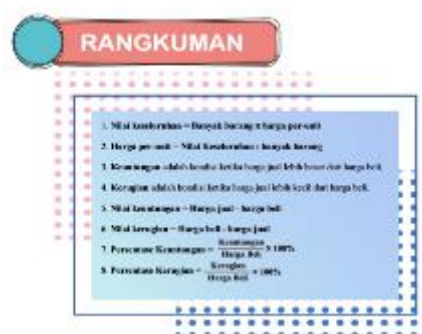 RANGKUMAN
1. Nilai keseluruhan = Banyak barang x harga per-unit
2. Harga per-unit = Nilai Keseluruhan : banyak barang
3. Keuntungan adalah kondisi ketika harga jual lebih besar dari harga beli.
4. Kerugian adalah kondisi ketika harga jual lebih kecil dari harga beli.
5. Nilai keuntungan = Harga jual - harga beli
6. Nilai kerugian = Harga beli - harga jual
7. Persentase Keuntungan = Keuntungan / Harga Beli x 100%
8. Persentase Kerugian = Kerugian / Harga Beli x 100%